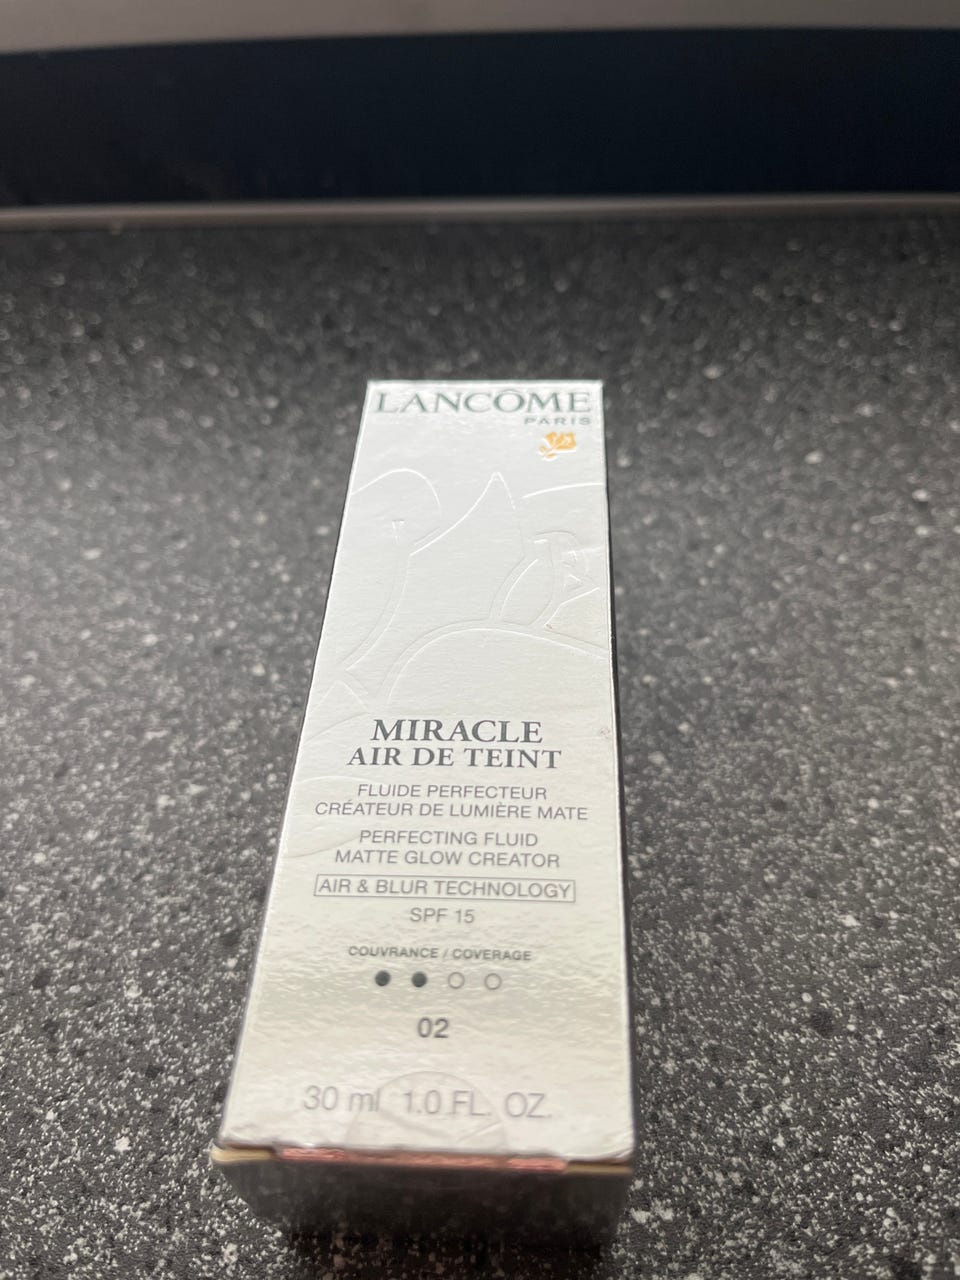 LANCÔME
PARIS
MIRACLE
AIR DE TEINT
FLUIDE PERFECTEUR
CRÉATEUR DE LUMIÈRE MATE
PERFECTING FLUID
MATTE GLOW CREATOR
AIR & BLUR TECHNOLOGY
SPF 15
COUVRANCE / COVERAGE
02
30 ml 1.0 FL. OZ.